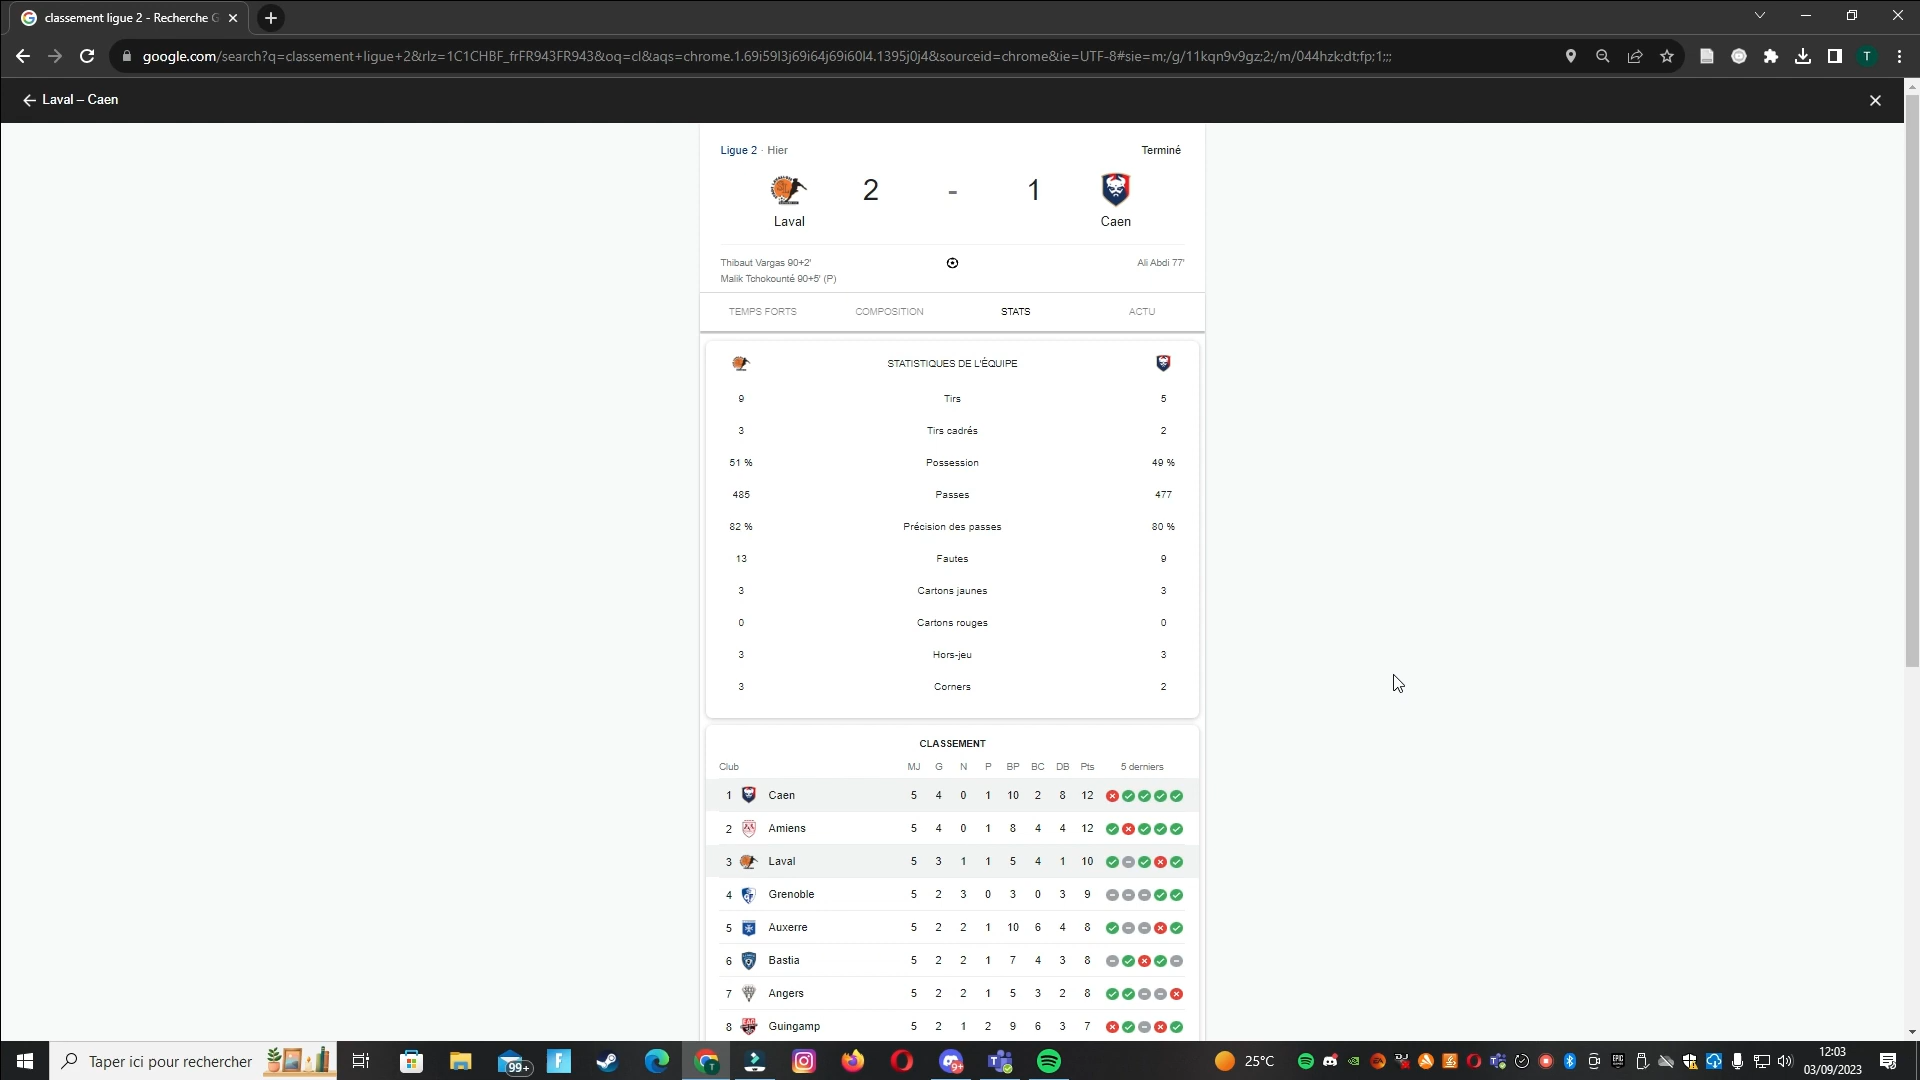 classement ligue 2 - Recherche G
google.com/search?q=classement+ligue+2&rlz=1C1CHBF_frFR943FR943&oq=cl&aqs=chrome.1.69i59l3j69i64j69i60l4.1395j0j4&sourceid=chrome&ie=UTF-8#sie=m;/g/11kqn9v9gz;2;/m/044hzk;dt;fp;1;;;
T
Laval – Caen
Ligue 2 · Hier Terminé
2 - 1
Laval Caen
Thibaut Vargas 90+2' Ali Abdi 77'
Malik Tchokounté 90+5' (P)
TEMPS FORTS COMPOSITION STATS ACTU
STATISTIQUES DE L'ÉQUIPE
9 Tirs 5
3 Tirs cadrés 2
51 % Possession 49 %
485 Passes 477
82 % Précision des passes 80 %
13 Fautes 9
3 Cartons jaunes 3
0 Cartons rouges 0
3 Hors-jeu 3
3 Corners 2
CLASSEMENT
Club MJ G N P BP BC DB Pts 5 derniers
1 Caen 5 4 0 1 10 2 8 12
2 Amiens 5 4 0 1 8 4 4 12
3 Laval 5 3 1 1 5 4 1 10
4 Grenoble 5 2 3 0 3 0 3 9
5 Auxerre 5 2 2 1 10 6 4 8
6 Bastia 5 2 2 1 7 4 3 8
7 Angers 5 2 2 1 5 3 2 8
8 Guingamp 5 2 1 2 9 6 3 7
Taper ici pour rechercher
99+
9+
25°C
12:03
03/09/2023